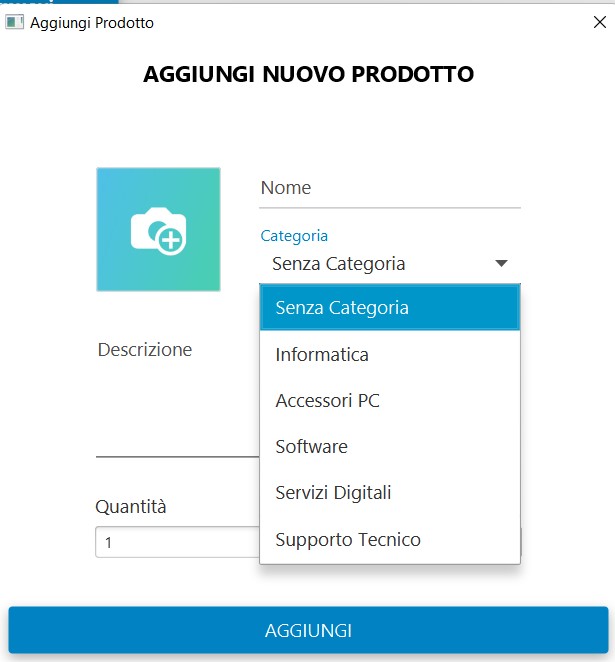 Aggiungi Prodotto
AGGIUNGI NUOVO PRODOTTO
Nome
Categoria
Senza Categoria
Senza Categoria
Informatica
Accessori PC
Software
Servizi Digitali
Supporto Tecnico
Descrizione
Quantità
1
AGGIUNGI